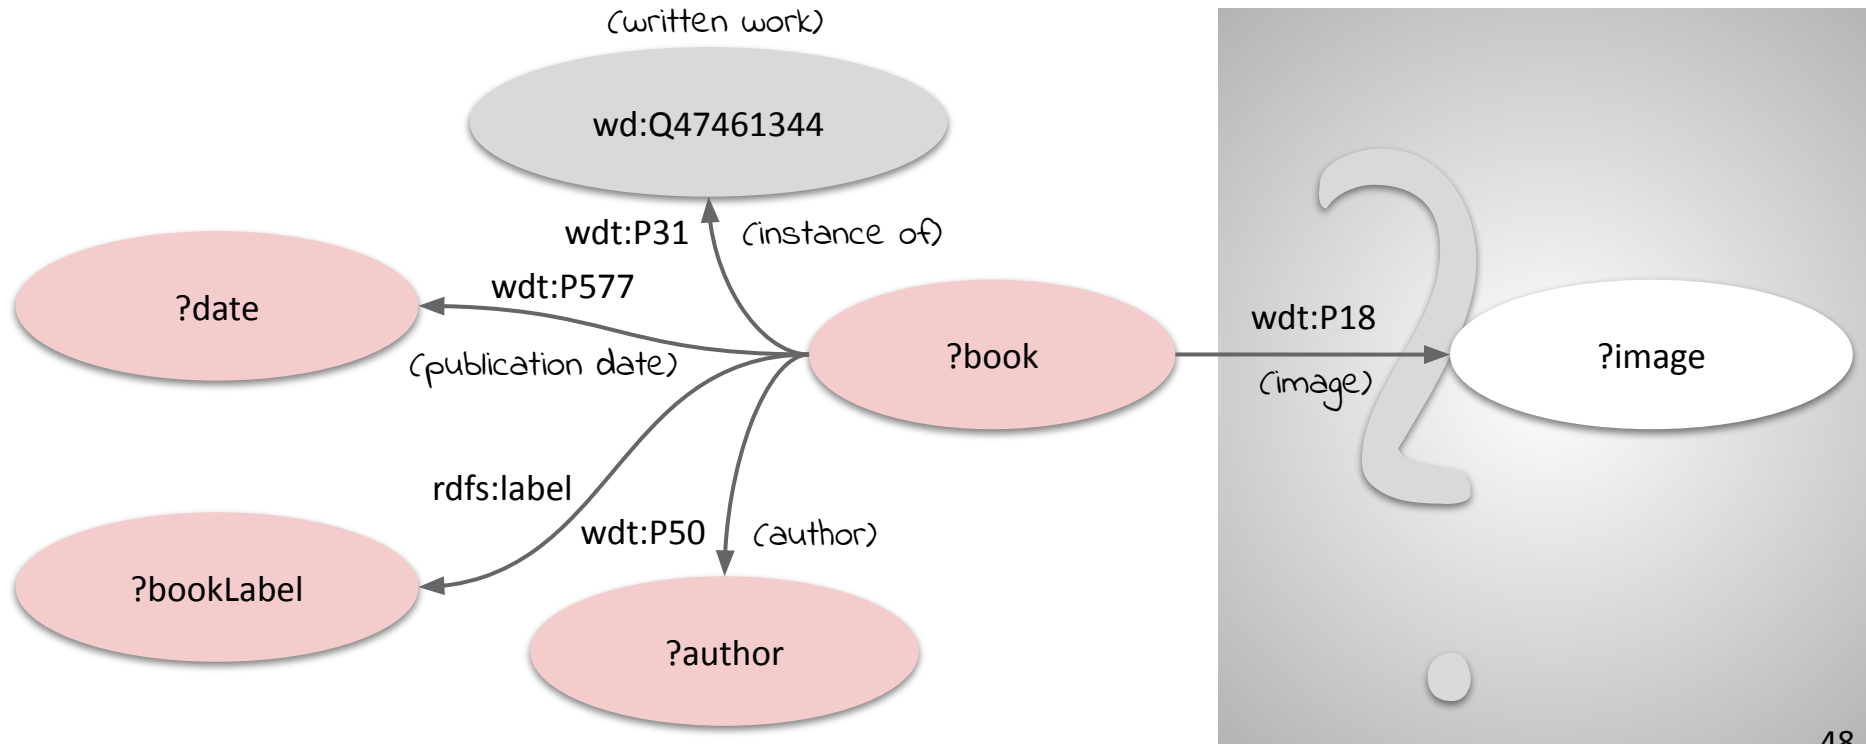 (written work)
wd:Q47461344
wdt:P31 (instance of)
wdt:P577
?date
(publication date)
?book
wdt:P18
(image)
?image
rdfs:label
wdt:P50 (author)
?bookLabel
?author
?
48